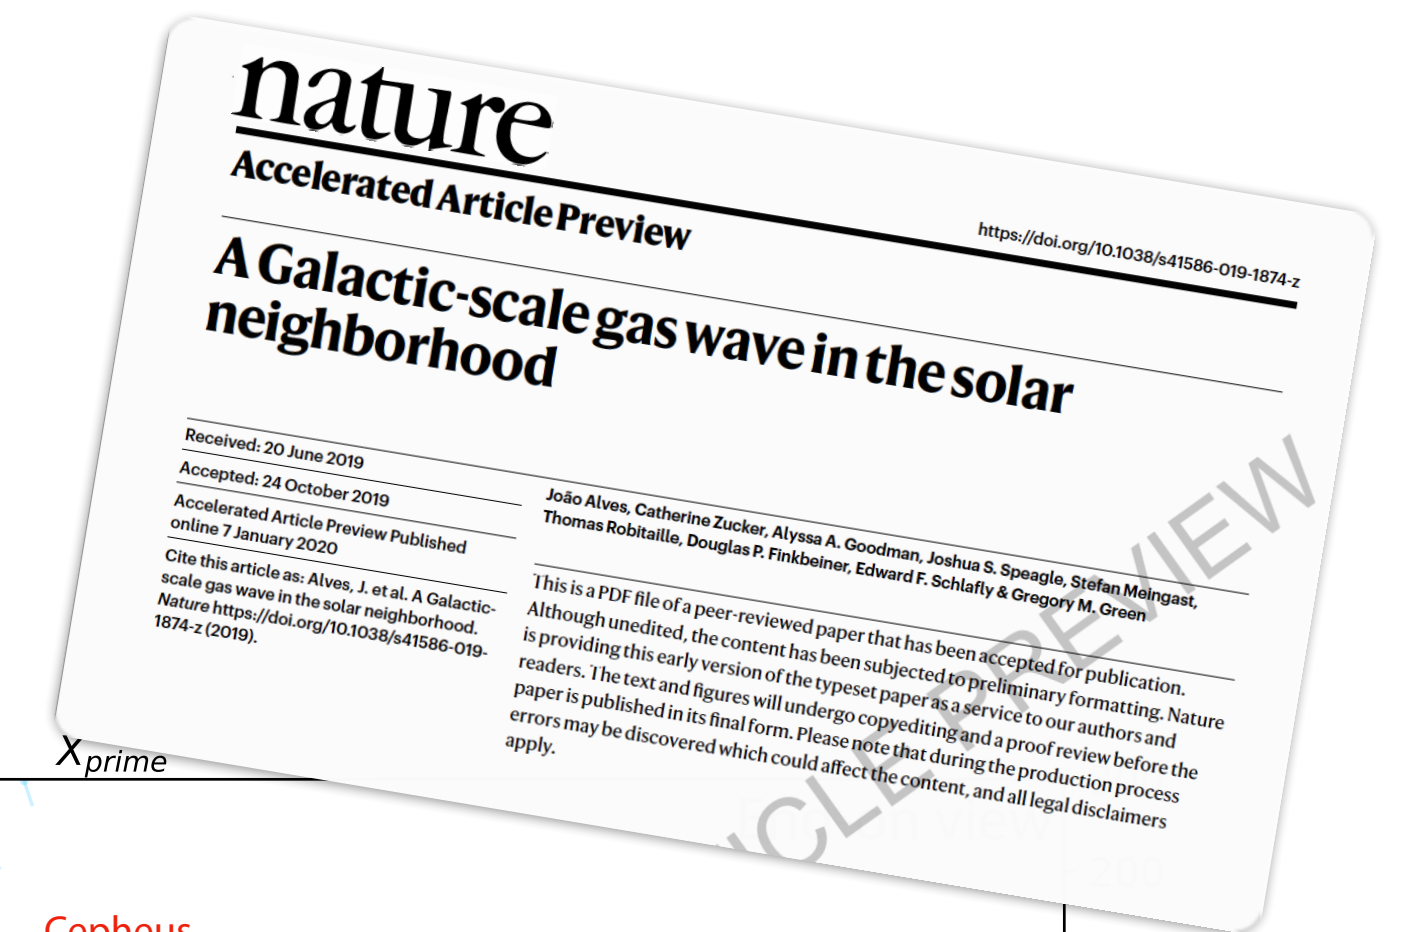 nature
Accelerated Article Preview
https://doi.org/10.1038/s41586-019-1874-z
A Galactic-scale gas wave in the solar
neighborhood
Received: 20 June 2019
Accepted: 24 October 2019
Accelerated Article Preview Published
online 7 January 2020
Cite this article as: Alves, J. et al. A Galactic-
scale gas wave in the solar neighborhood.
Nature https://doi.org/10.1038/s41586-019-
1874-z (2019).
João Alves, Catherine Zucker, Alyssa A. Goodman, Joshua S. Speagle, Stefan Meingast,
Thomas Robitaille, Douglas P. Finkbeiner, Edward F. Schlafly & Gregory M. Green
This is a PDF file of a peer-reviewed paper that has been accepted for publication.
Although unedited, the content has been subjected to preliminary formatting. Nature
is providing this early version of the typeset paper as a service to our authors and
readers. The text and figures will undergo copyediting and a proof review before the
paper is published in its final form. Please note that during the production process
errors may be discovered which could affect the content, and all legal disclaimers
apply.
ICLE PREVIEW
Xprime
200
Cepheus